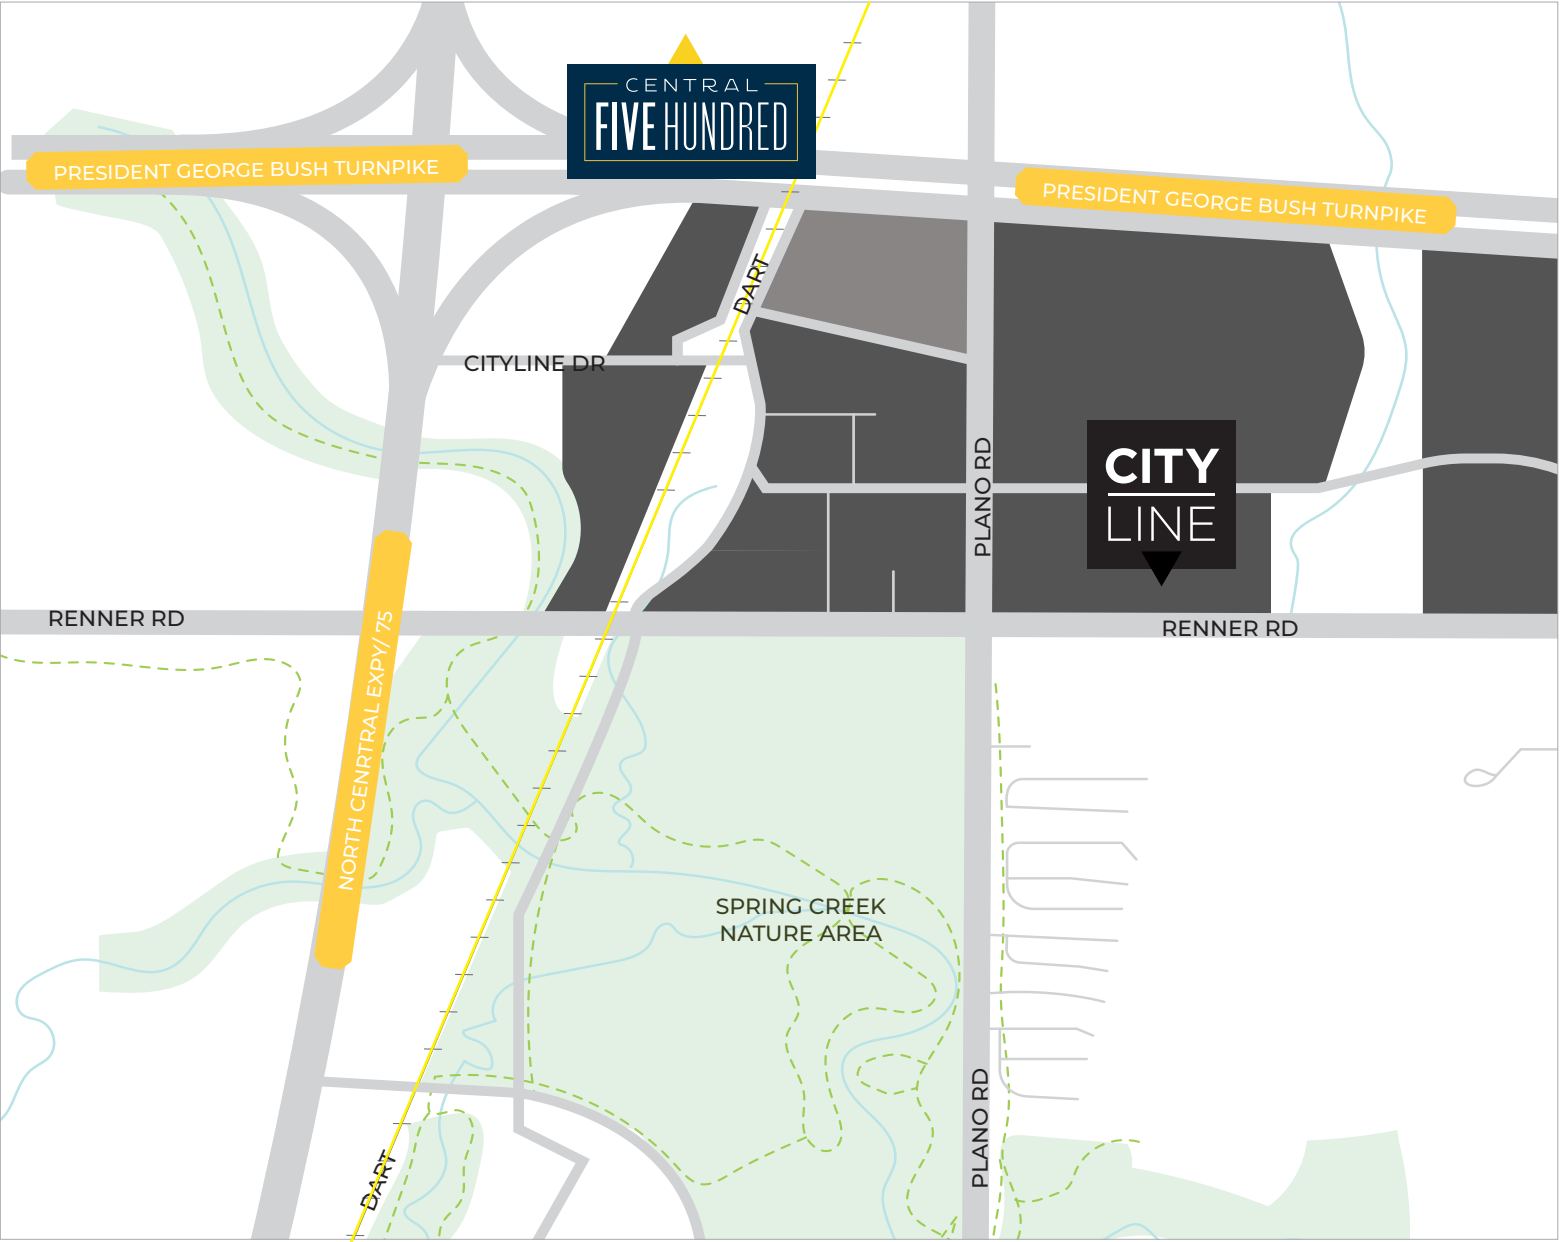 CENTRAL
FIVE HUNDRED
PRESIDENT GEORGE BUSH TURNPIKE
PRESIDENT GEORGE BUSH TURNPIKE
DART
CITYLINE DR
PLANO RD
CITY
LINE
RENNER RD
RENNER RD
NORTH CENRTRAL EXPY/ 75
SPRING CREEK
NATURE AREA
PLANO RD
DART